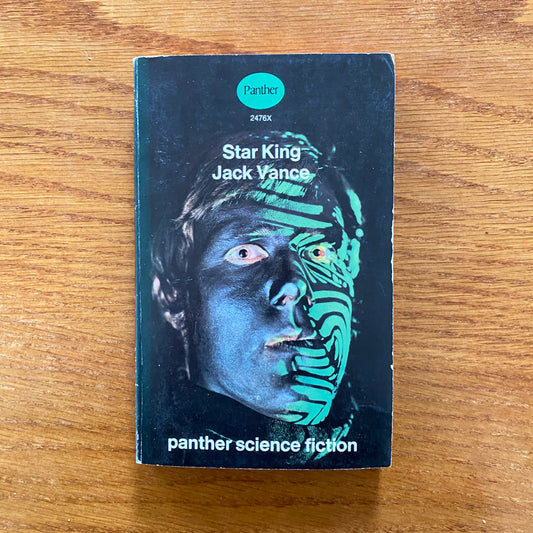 Panther
2476X
Star King
Jack Vance
panther science fiction